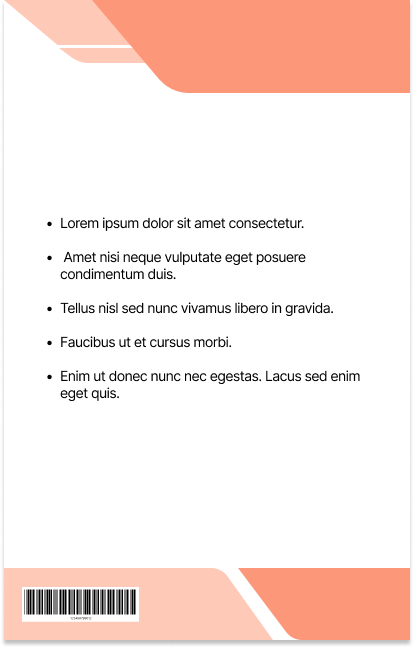 • Lorem ipsum dolor sit amet consectetur.
• Amet nisi neque vulputate eget posuere
condimentum duis.
• Tellus nisl sed nunc vivamus libero in gravida.
• Faucibus ut et cursus morbi.
• Enim ut donec nunc nec egestas. Lacus sed enim
eget quis.